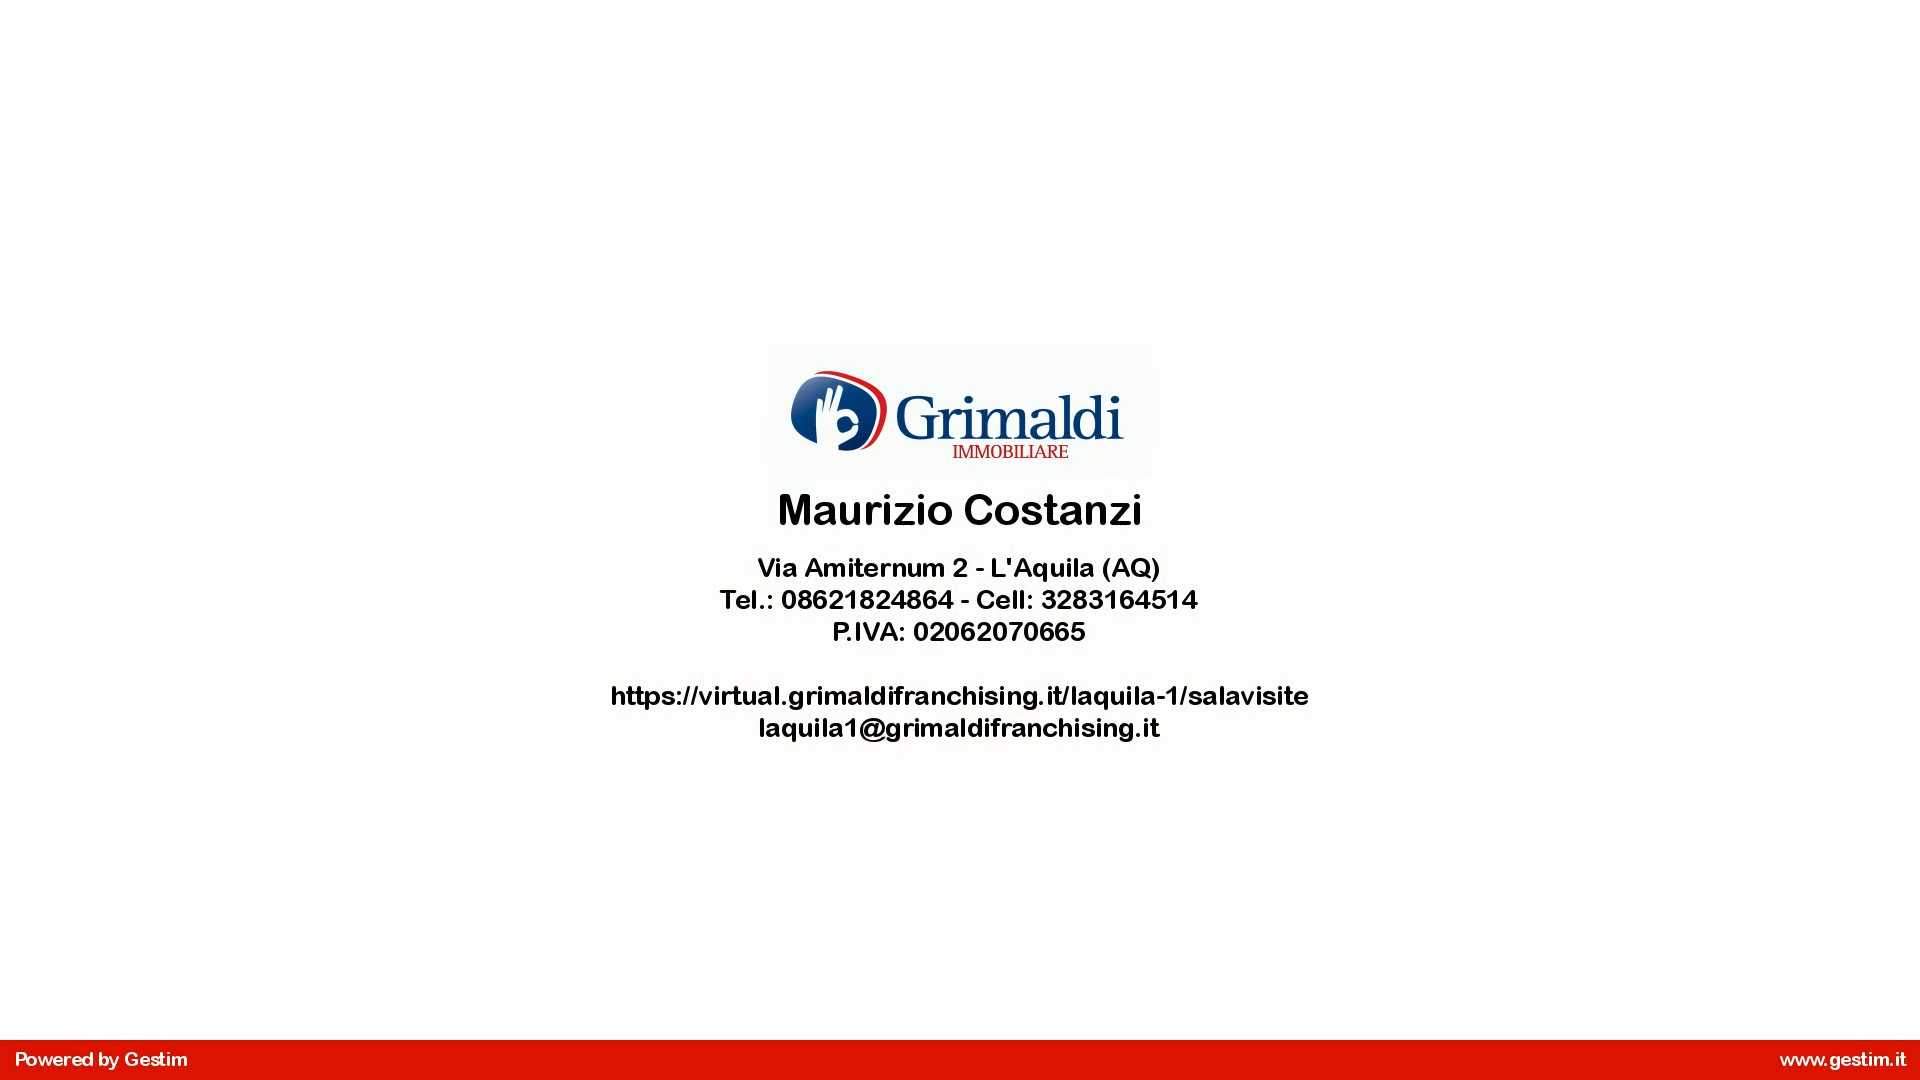 Grimaldi
IMMOBILIARE
Maurizio Costanzi
Via Amiternum 2 - L'Aquila (AQ)
Tel.: 08621824864 - Cell: 3283164514
P.IVA: 02062070665
https://virtual.grimaldifranchising.it/laquila-1/salavisite
laquila1@grimaldifranchising.it
Powered by Gestim
www.gestim.it